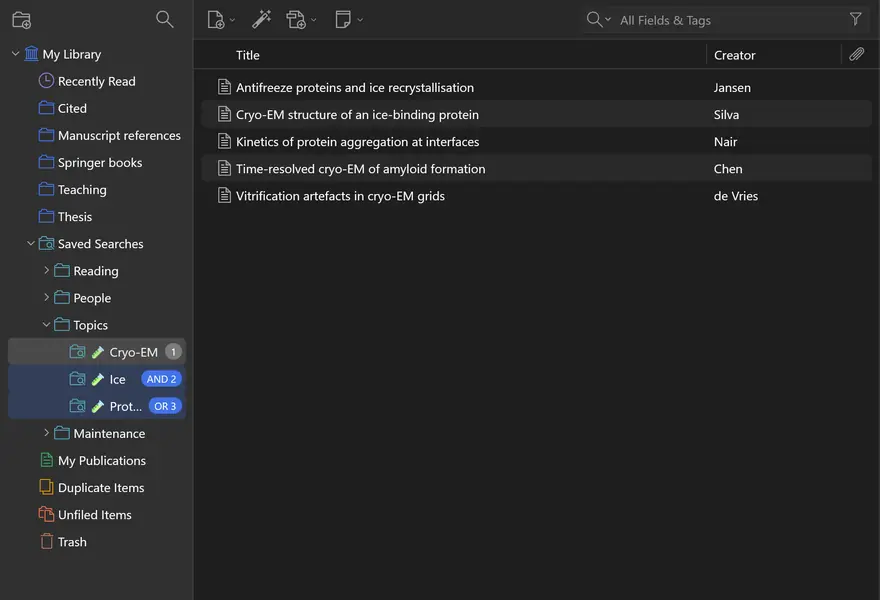 All Fields & Tags
My Library
Recently Read
Cited
Manuscript references
Springer books
Teaching
Thesis
Saved Searches
Reading
People
Topics
Cryo-EM 1
Ice AND 2
Prot... OR 3
Maintenance
My Publications
Duplicate Items
Unfiled Items
Trash
Title Creator
Antifreeze proteins and ice recrystallisation Jansen
Cryo-EM structure of an ice-binding protein Silva
Kinetics of protein aggregation at interfaces Nair
Time-resolved cryo-EM of amyloid formation Chen
Vitrification artefacts in cryo-EM grids de Vries